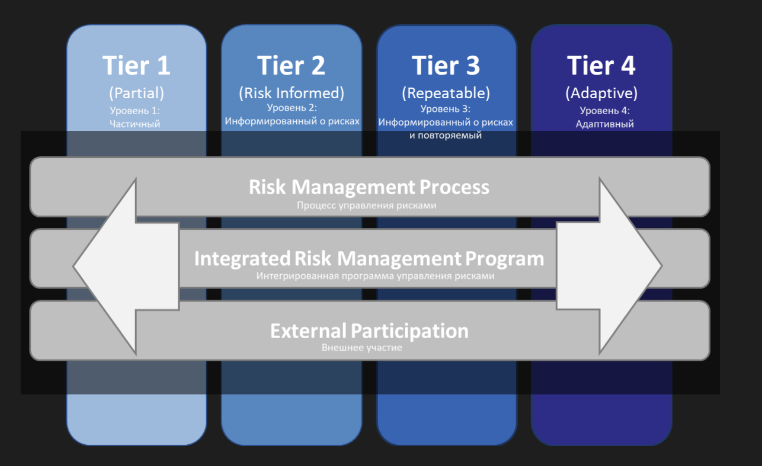 Tier 1
(Partial)
Уровень 1:
Частичный
Tier 2
(Risk Informed)
Уровень 2:
Информированный о рисках
Tier 3
(Repeatable)
Уровень 3:
Информированный о рисках
и повторяемый
Tier 4
(Adaptive)
Уровень 4:
Адаптивный
Risk Management Process
Процесс управления рисками
Integrated Risk Management Program
Интегрированная программа управления рисками
External Participation
Внешнее участие